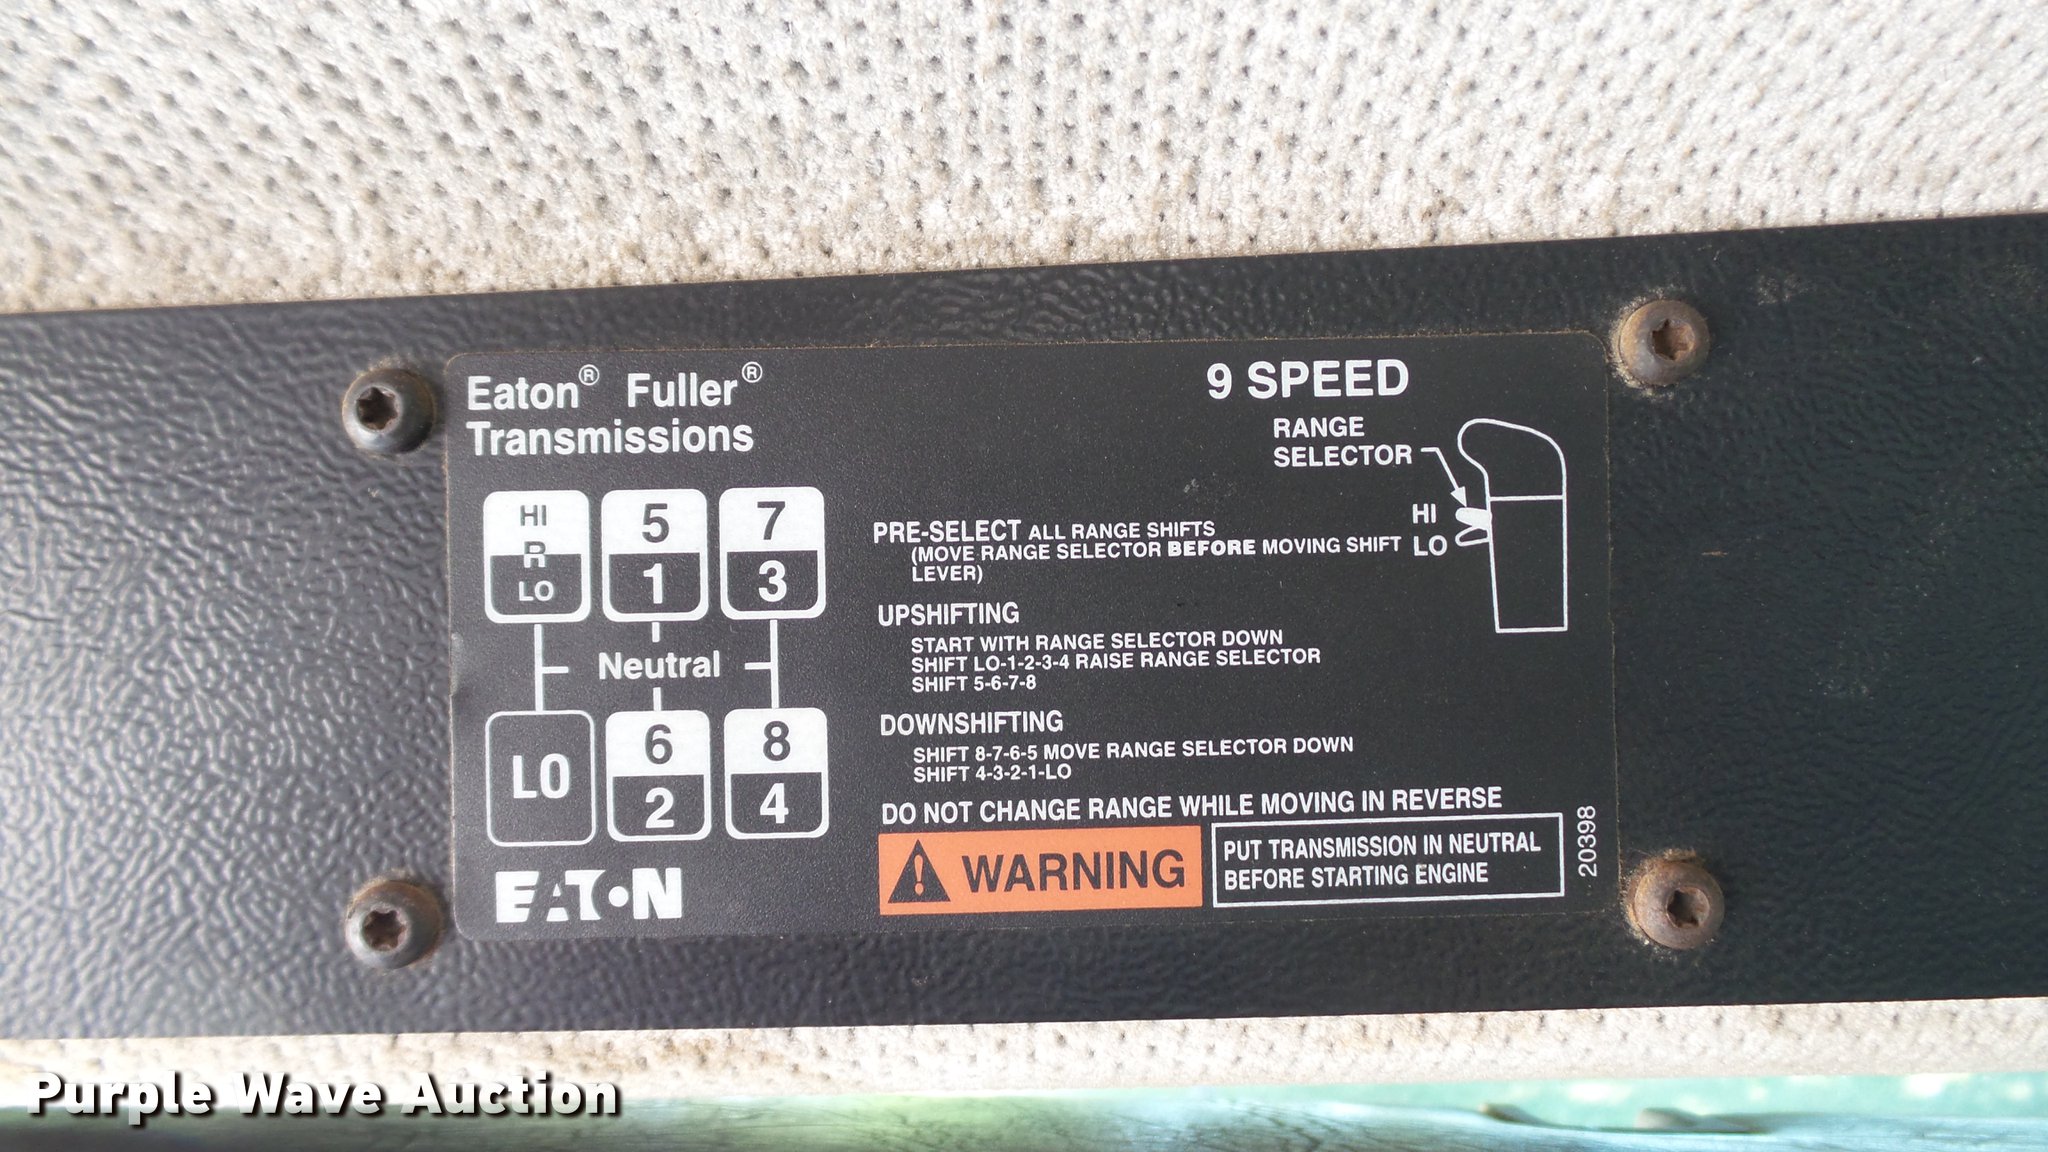 Eaton® Fuller®
Transmissions
9 SPEED
RANGE
SELECTOR
HI
LO
HI
R
LO
5
1
7
3
Neutral
LO
6
2
8
4
PRE-SELECT ALL RANGE SHIFTS
(MOVE RANGE SELECTOR BEFORE MOVING SHIFT
LEVER)
UPSHIFTING
START WITH RANGE SELECTOR DOWN
SHIFT LO-1-2-3-4 RAISE RANGE SELECTOR
SHIFT 5-6-7-8
DOWNSHIFTING
SHIFT 8-7-6-5 MOVE RANGE SELECTOR DOWN
SHIFT 4-3-2-1-LO
DO NOT CHANGE RANGE WHILE MOVING IN REVERSE
WARNING
PUT TRANSMISSION IN NEUTRAL
BEFORE STARTING ENGINE
20398
EATON
Purple Wave Auction